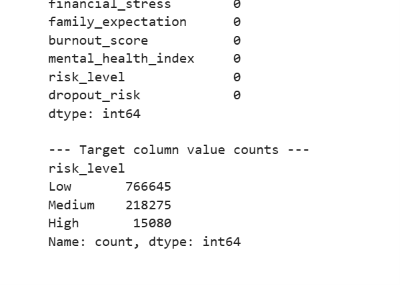 financial_stress        0
family_expectation      0
burnout_score           0
mental_health_index     0
risk_level              0
dropout_risk            0
dtype: int64

--- Target column value counts ---
risk_level
Low       766645
Medium    218275
High       15080
Name: count, dtype: int64